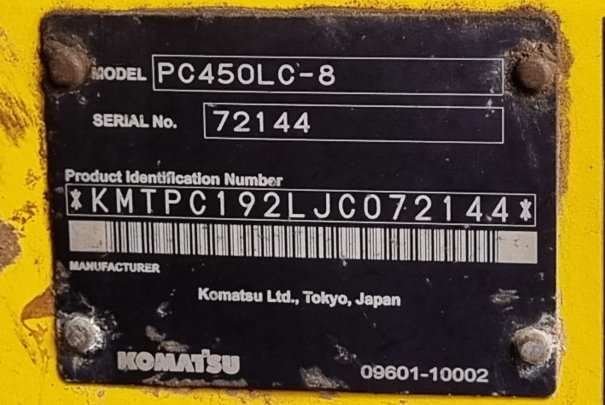 MODEL PC450LC-8
SERIAL No. 72144
Product Identification Number
*KMTPC192LJC072144*
MANUFACTURER
Komatsu Ltd., Tokyo, Japan
KOMATSU
09601-10002